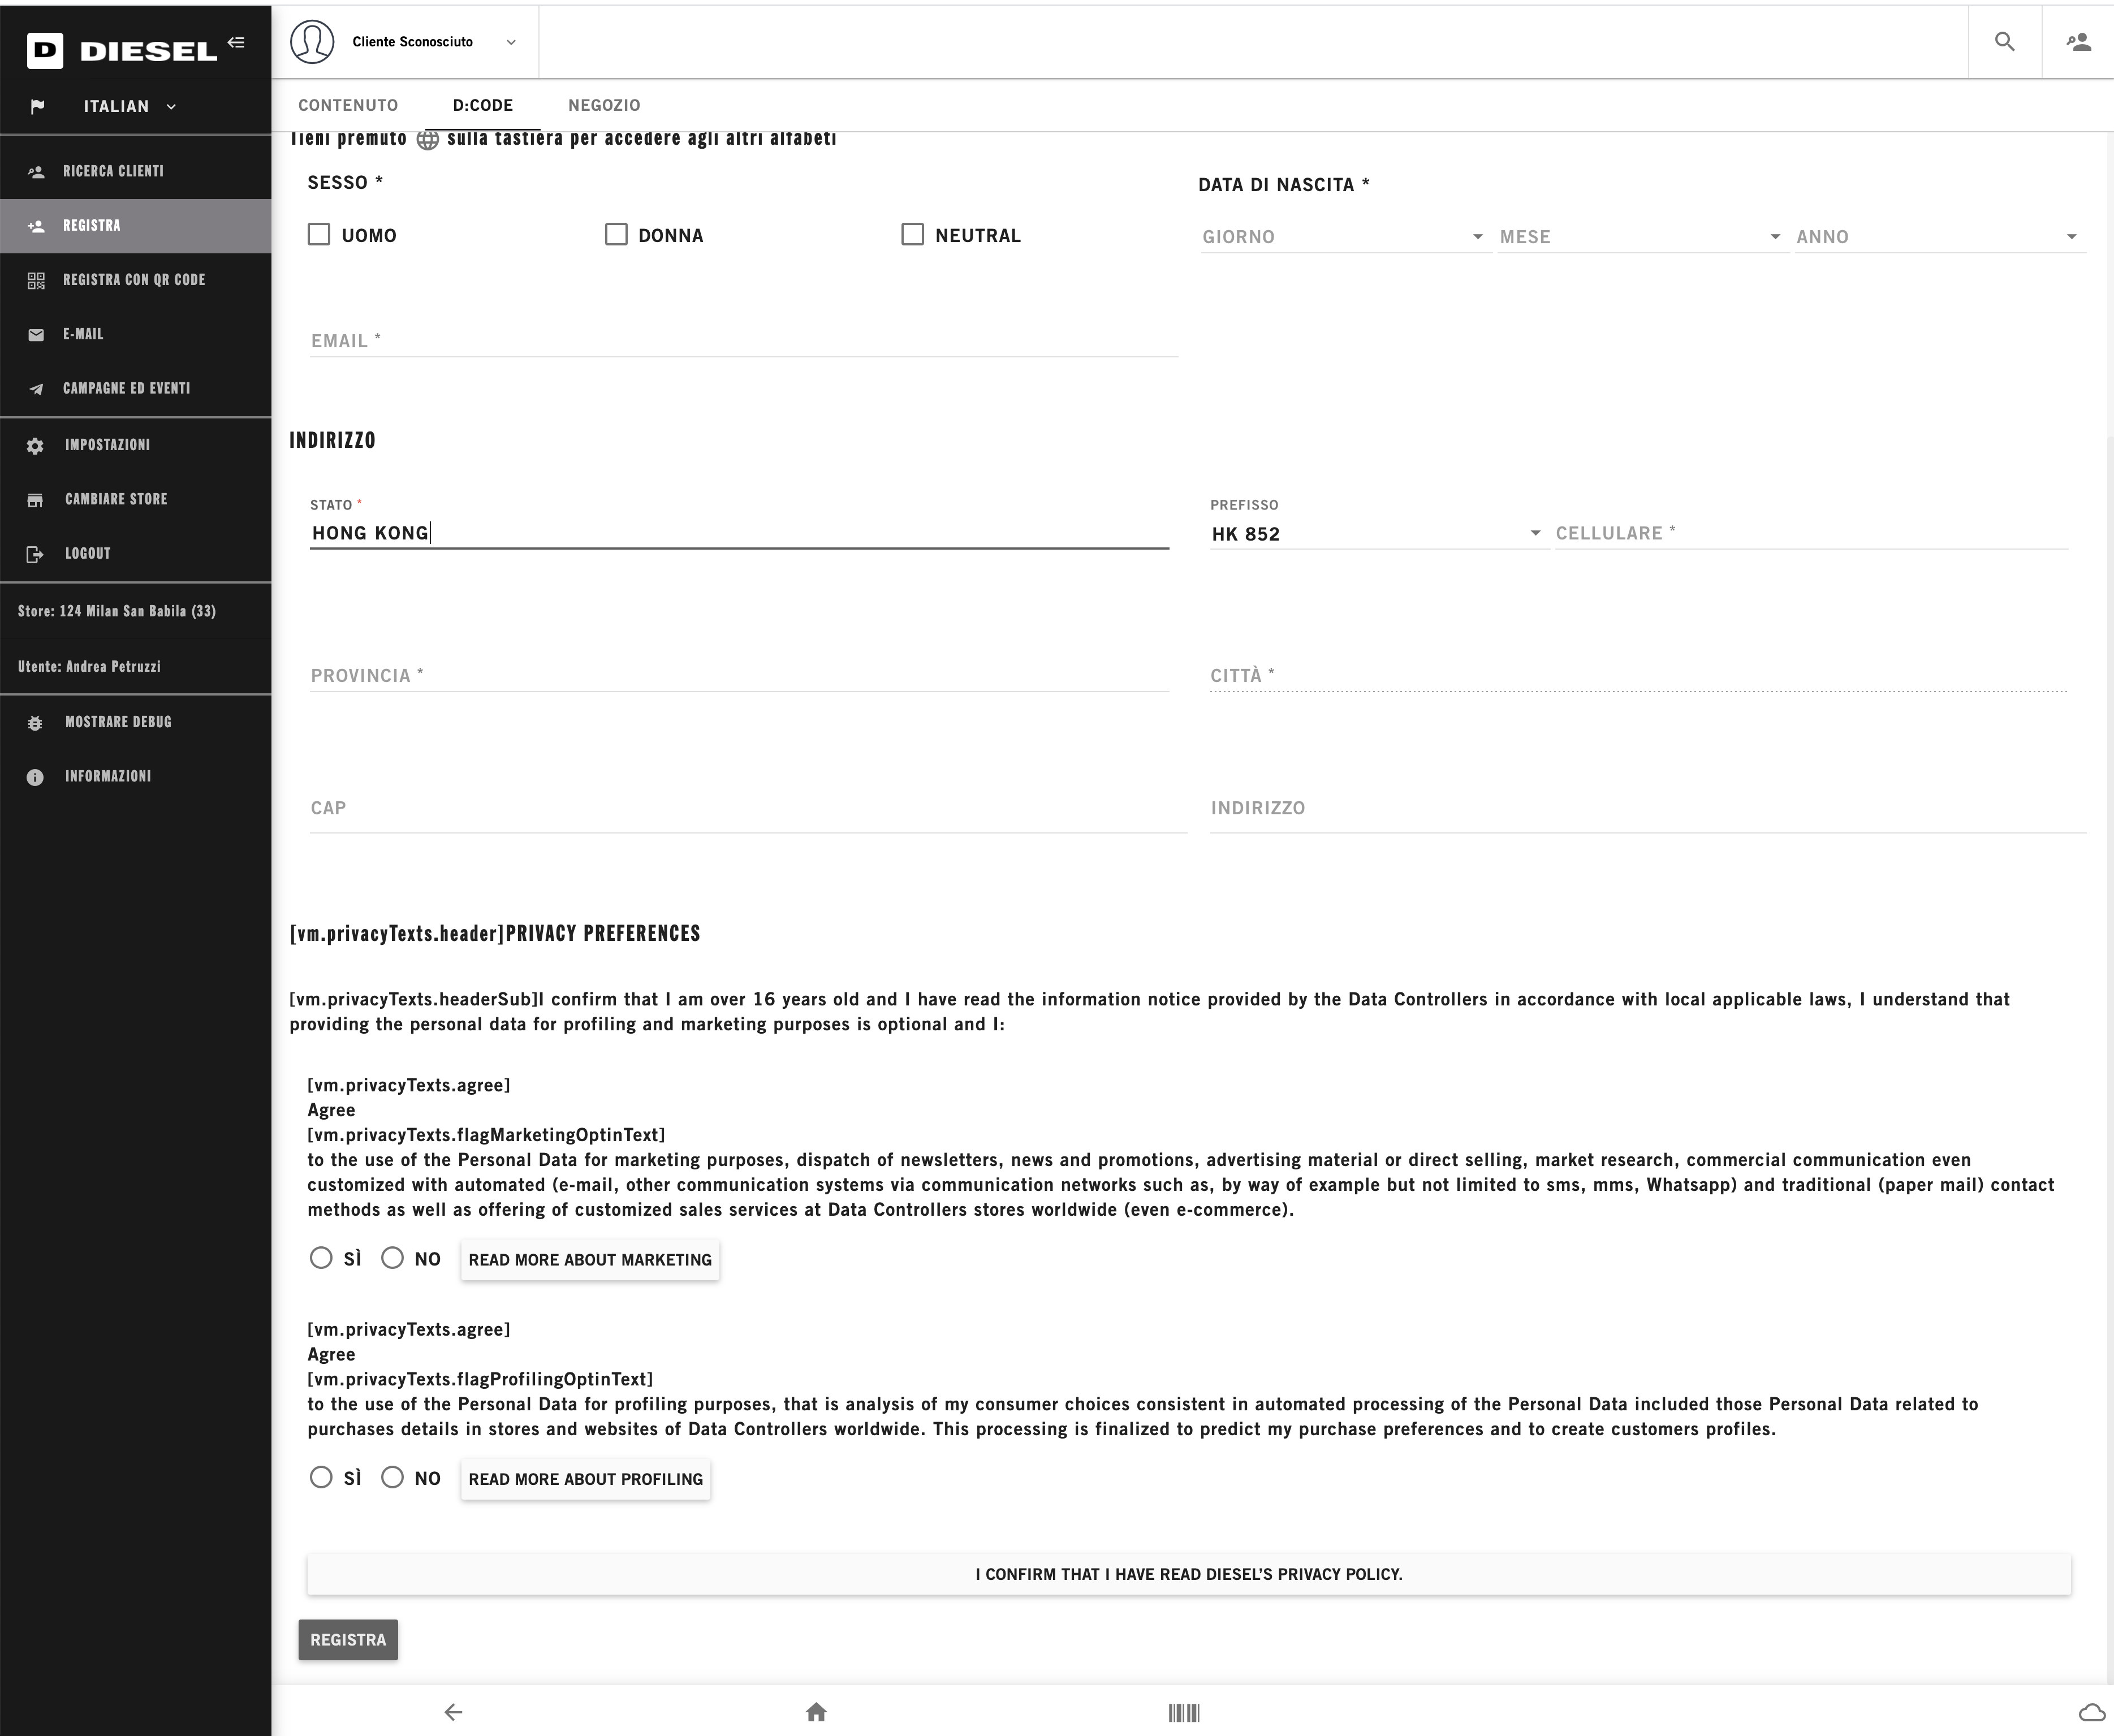 D DIESEL
ITALIAN
RICERCA CLIENTI
REGISTRA
REGISTRA CON QR CODE
E-MAIL
CAMPAGNE ED EVENTI
IMPOSTAZIONI
CAMBIARE STORE
LOGOUT
Store: 124 Milan San Babila (33)
Utente: Andrea Petruzzi
MOSTRARE DEBUG
INFORMAZIONI
Cliente Sconosciuto
CONTENUTO D:CODE NEGOZIO
Tieni premuto sulla tastiera per accedere agli altri alfabeti
SESSO * DATA DI NASCITA *
UOMO DONNA NEUTRAL GIORNO MESE ANNO
EMAIL *
INDIRIZZO
STATO * PREFISSO
HONG KONG HK 852 CELLULARE *
PROVINCIA * CITTÀ *
CAP INDIRIZZO
[vm.privacyTexts.header]PRIVACY PREFERENCES
[vm.privacyTexts.headerSub]I confirm that I am over 16 years old and I have read the information notice provided by the Data Controllers in accordance with local applicable laws, I understand that
providing the personal data for profiling and marketing purposes is optional and I:
[vm.privacyTexts.agree]
Agree
[vm.privacyTexts.flagMarketingOptinText]
to the use of the Personal Data for marketing purposes, dispatch of newsletters, news and promotions, advertising material or direct selling, market research, commercial communication even
customized with automated (e-mail, other communication systems via communication networks such as, by way of example but not limited to sms, mms, Whatsapp) and traditional (paper mail) contact
methods as well as offering of customized sales services at Data Controllers stores worldwide (even e-commerce).
SÌ NO READ MORE ABOUT MARKETING
[vm.privacyTexts.agree]
Agree
[vm.privacyTexts.flagProfilingOptinText]
to the use of the Personal Data for profiling purposes, that is analysis of my consumer choices consistent in automated processing of the Personal Data included those Personal Data related to
purchases details in stores and websites of Data Controllers worldwide. This processing is finalized to predict my purchase preferences and to create customers profiles.
SÌ NO READ MORE ABOUT PROFILING
I CONFIRM THAT I HAVE READ DIESEL'S PRIVACY POLICY.
REGISTRA